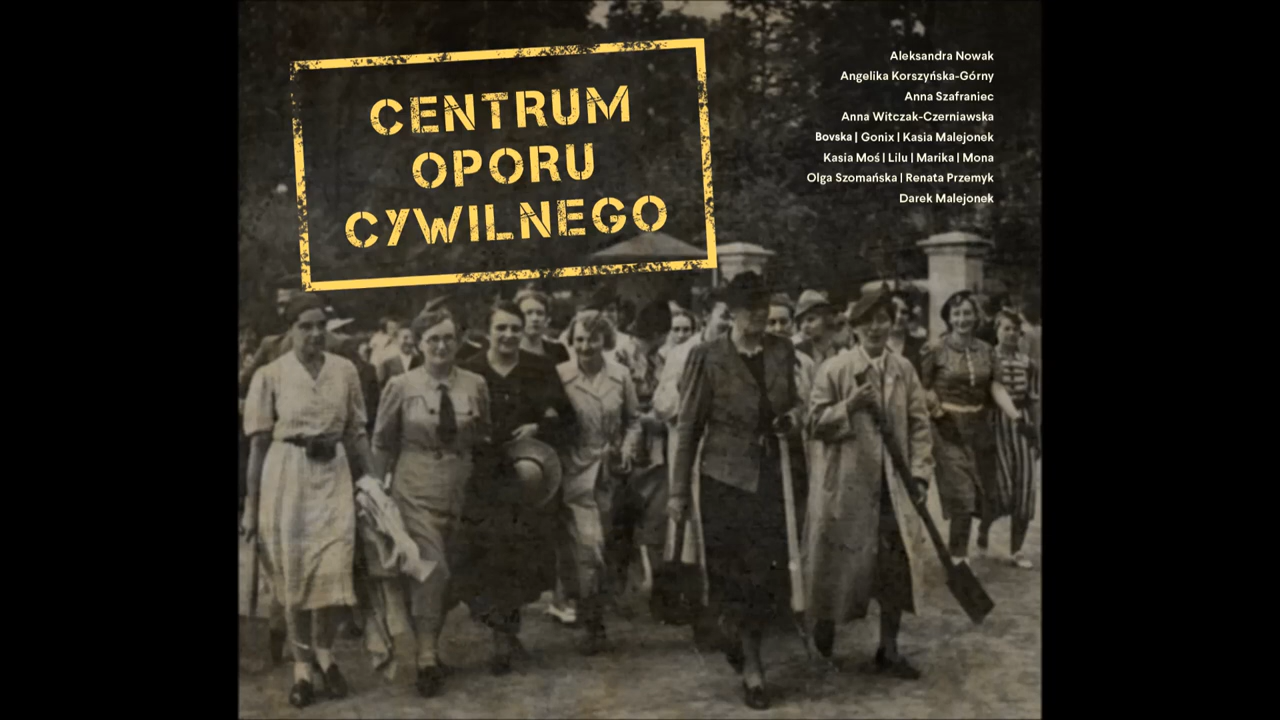 CENTRUM
OPORU
CYWILNEGO
Aleksandra Nowak
Angelika Korszyńska-Górny
Anna Szafraniec
Anna Witczak-Czerniawska
Bovska | Gonix | Kasia Malejonek
Kasia Moś | Lilu | Marika | Mona
Olga Szomańska | Renata Przemyk
Darek Malejonek